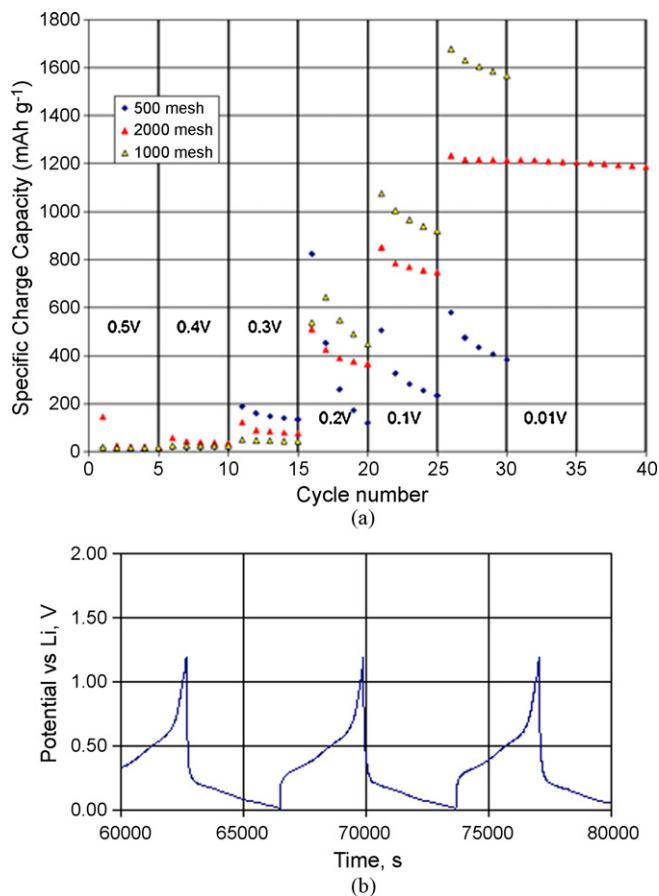 1800
1600
1400
1200
1000
800
600
400
200
0
Specific Charge Capacity (mAh g⁻¹)
500 mesh
2000 mesh
1000 mesh
0.5V
0.4V
0.3V
0.2V
0.1V
0.01V
0 5 10 15 20 25 30 35 40
Cycle number
(a)
2.00
1.50
1.00
0.50
0.00
Potential vs Li, V
60000 65000 70000 75000 80000
Time, s
(b)